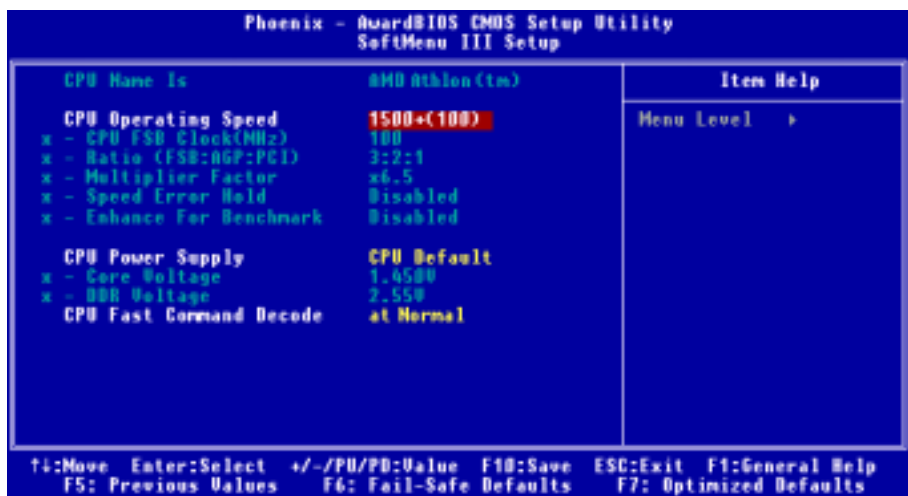 Phoenix - AwardBIOS CMOS Setup Utility
SoftMenu III Setup
CPU Name Is AMD Athlon(tm)
Item Help
CPU Operating Speed 1500+(100)
Menu Level ▸
x - CPU FSB Clock(MHz) 100
x - Ratio (FSB:AGP:PCI) 3:2:1
x - Multiplier Factor x6.5
x - Speed Error Hold Disabled
x - Enhance For Benchmark Disabled
CPU Power Supply CPU Default
x - Core Voltage 1.450V
x - DDR Voltage 2.55V
CPU Fast Command Decode at Normal
↑↓:Move Enter:Select +/-/PU/PD:Value F10:Save ESC:Exit F1:General Help
F5: Previous Values F6: Fail-Safe Defaults F7: Optimized Defaults